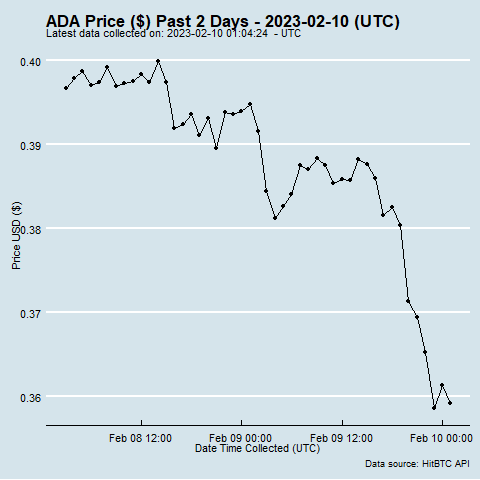 ADA Price ($) Past 2 Days - 2023-02-10 (UTC)
Latest data collected on: 2023-02-10 01:04:24 - UTC
0.40
0.39
0.38
0.37
0.36
Price USD ($)
Feb 08 12:00 Feb 09 00:00 Feb 09 12:00 Feb 10 00:00
Date Time Collected (UTC)
Data source: HitBTC API